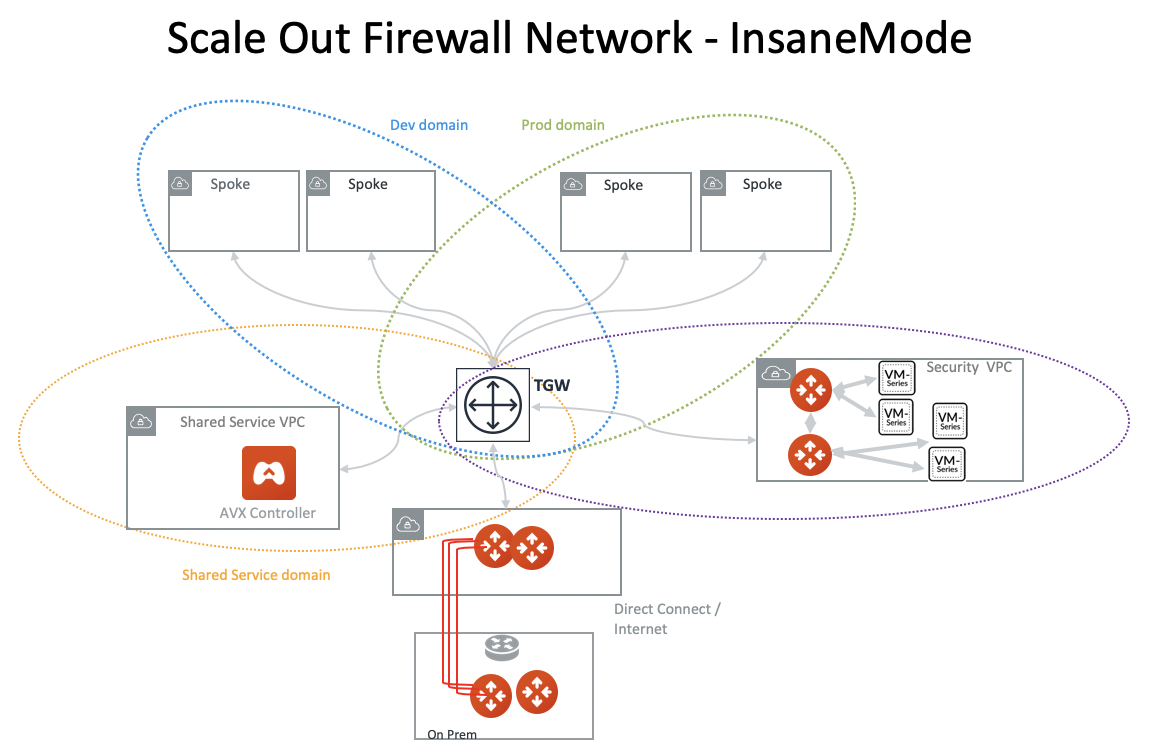 Scale Out Firewall Network - InsaneMode
Dev domain
Prod domain
Spoke
Spoke
Spoke
Spoke
TGW
Security VPC
VM-
Series
VM-
Series
VM-
Series
VM-
Series
Shared Service VPC
AVX Controller
Shared Service domain
Direct Connect /
Internet
On Prem